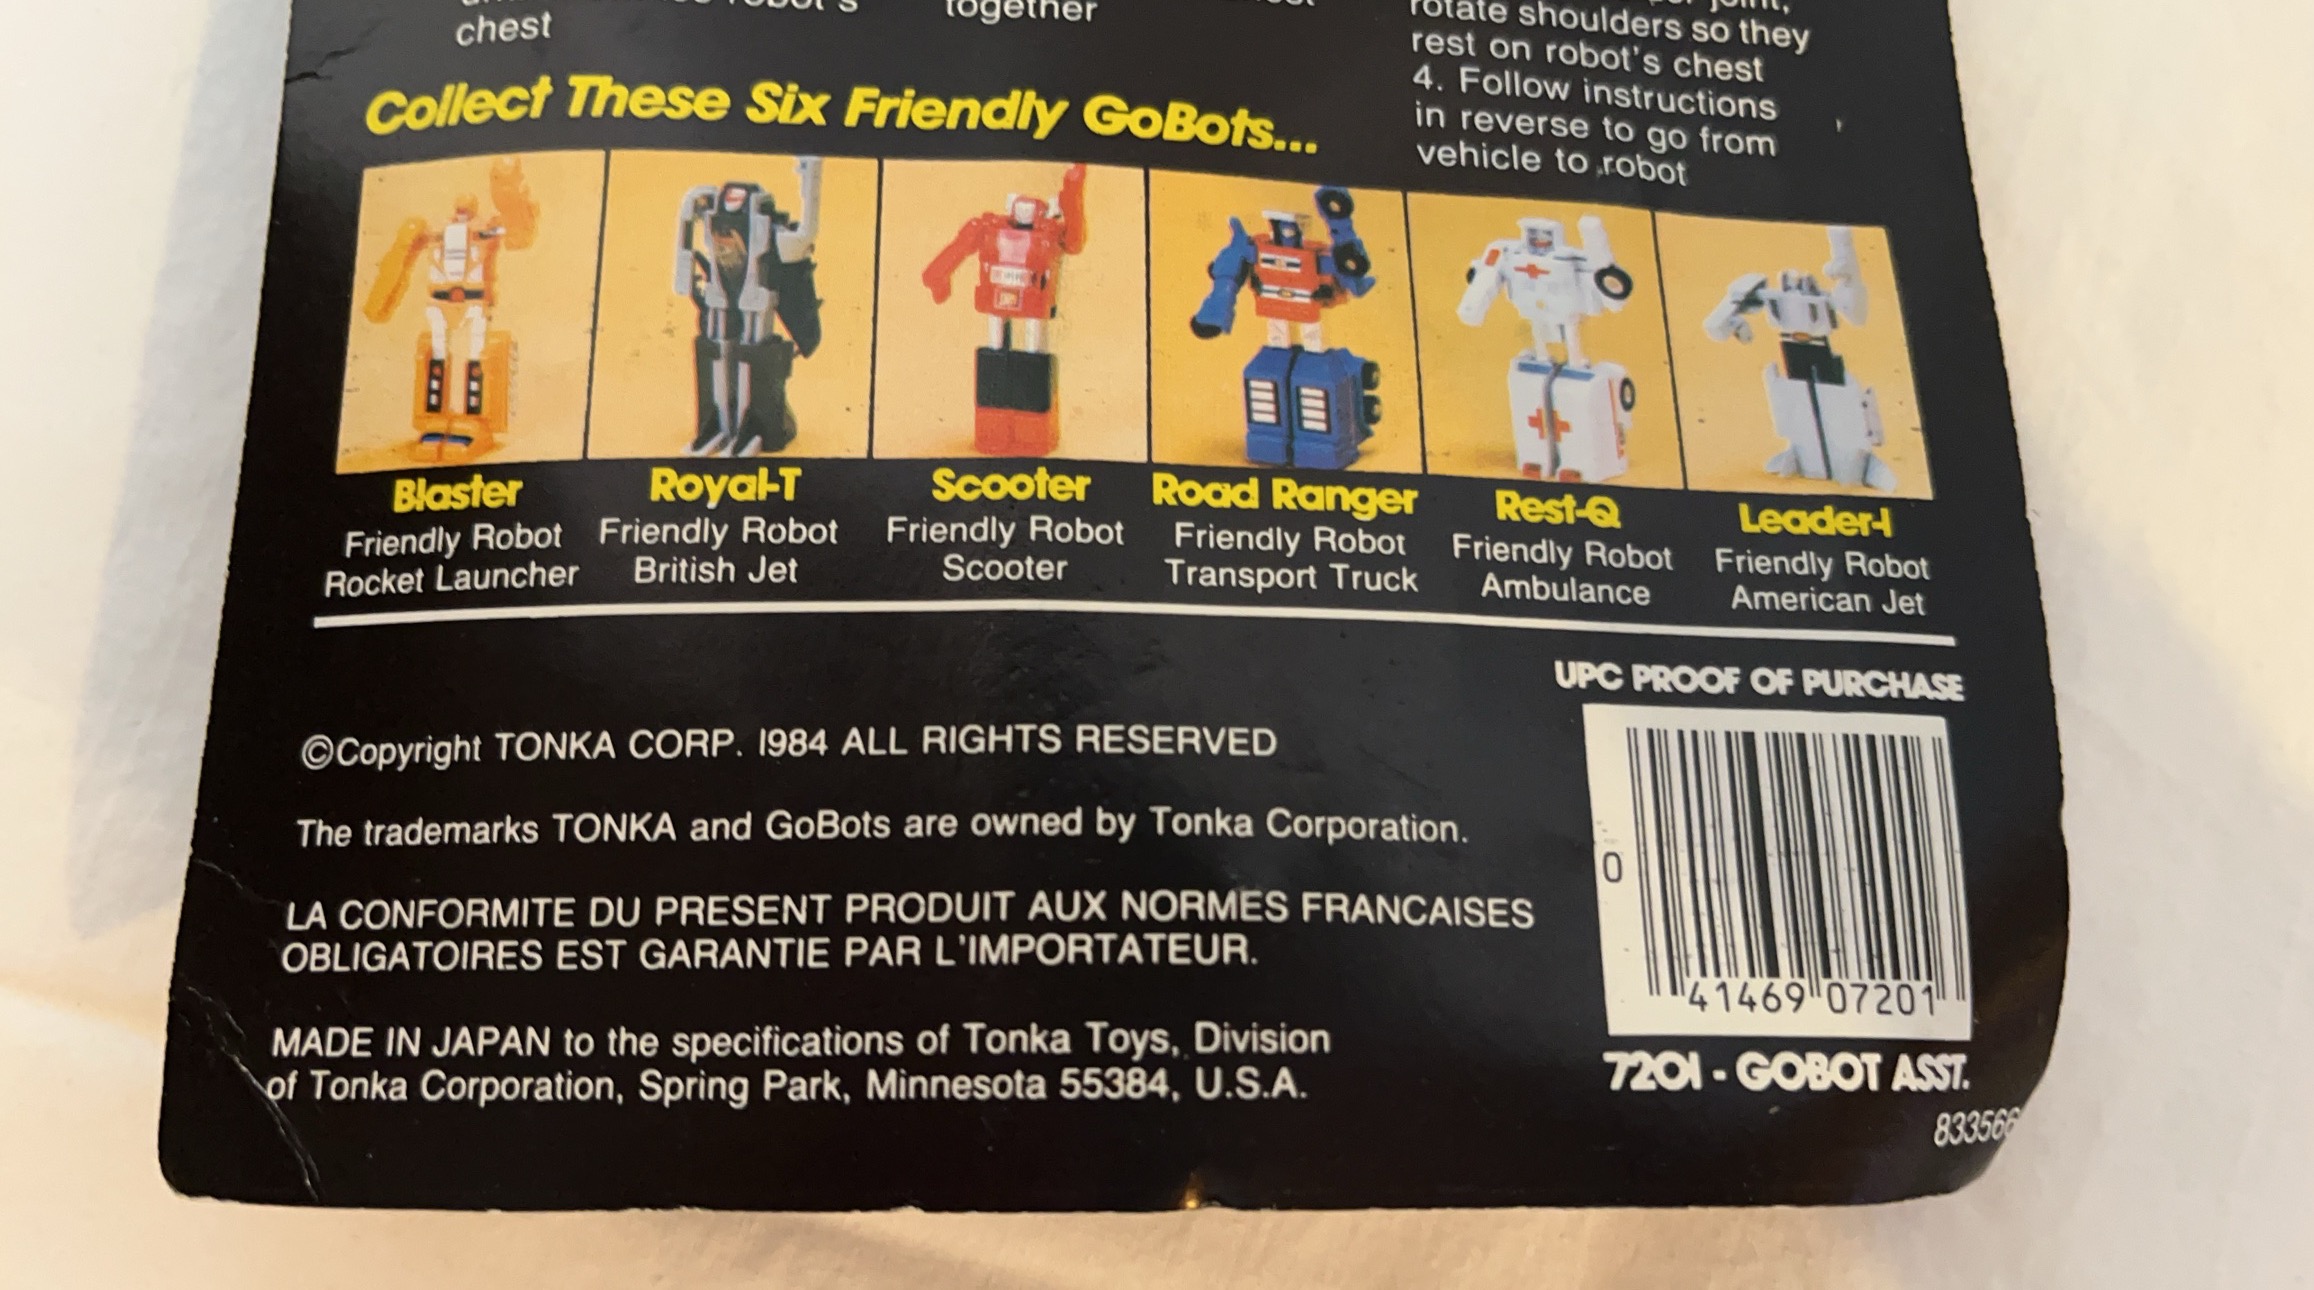 chest
together
rotate shoulders so they
rest on robot's chest
4. Follow instructions
in reverse to go from
vehicle to robot
Collect These Six Friendly GoBots...
Blaster
Friendly Robot
Rocket Launcher
Royal-T
Friendly Robot
British Jet
Scooter
Friendly Robot
Scooter
Road Ranger
Friendly Robot
Transport Truck
Rest-Q
Friendly Robot
Ambulance
Leader-1
Friendly Robot
American Jet
©Copyright TONKA CORP. 1984 ALL RIGHTS RESERVED
The trademarks TONKA and GoBots are owned by Tonka Corporation.
LA CONFORMITE DU PRESENT PRODUIT AUX NORMES FRANCAISES
OBLIGATOIRES EST GARANTIE PAR L'IMPORTATEUR.
MADE IN JAPAN to the specifications of Tonka Toys, Division
of Tonka Corporation, Spring Park, Minnesota 55384, U.S.A.
UPC PROOF OF PURCHASE
0
41469 07201
7201 - GOBOT ASST.
833566